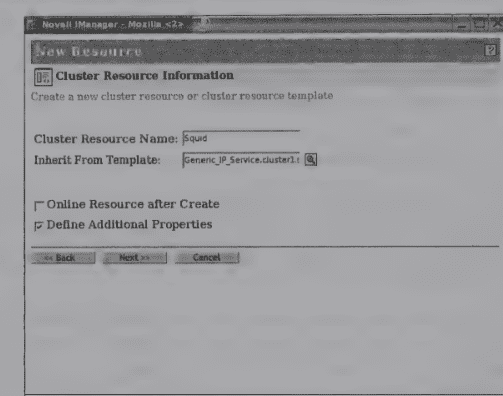 Novell iManager - Mozilla <2>
New Resource
?
Cluster Resource Information
Create a new cluster resource or cluster resource template
Cluster Resource Name: Squid
Inherit From Template: Generic_IP_Service.cluster1.
Online Resource after Create
Define Additional Properties
<< Back Next >> Cancel